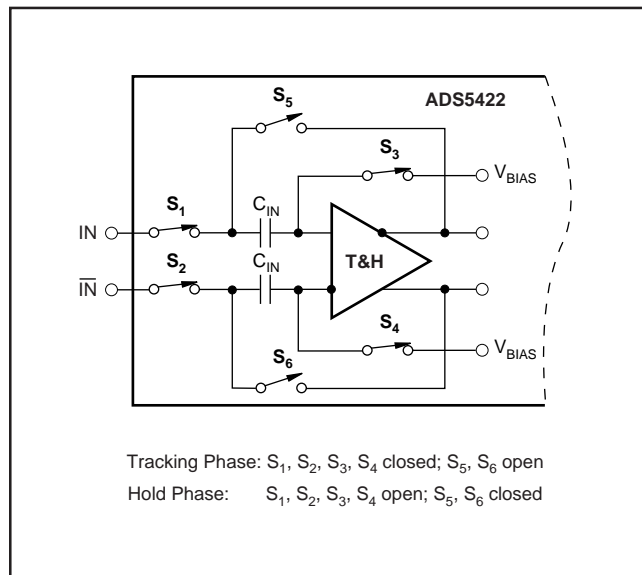 S5
ADS5422
S3
VBIAS
S1
CIN
IN
T&H
S2
CIN
I̅N̅
S4
VBIAS
S6
Tracking Phase: S1, S2, S3, S4 closed; S5, S6 open
Hold Phase: S1, S2, S3, S4 open; S5, S6 closed